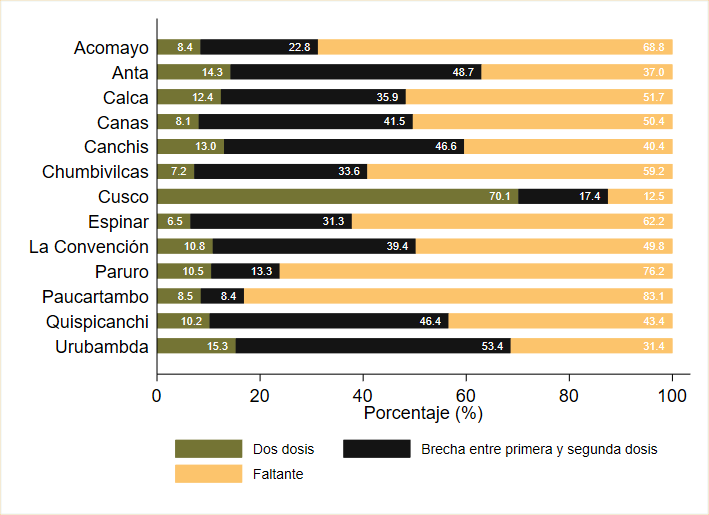 Acomayo 8.4 22.8 68.8
Anta 14.3 48.7 37.0
Calca 12.4 35.9 51.7
Canas 8.1 41.5 50.4
Canchis 13.0 46.6 40.4
Chumbivilcas 7.2 33.6 59.2
Cusco 70.1 17.4 12.5
Espinar 6.5 31.3 62.2
La Convención 10.8 39.4 49.8
Paruro 10.5 13.3 76.2
Paucartambo 8.5 8.4 83.1
Quispicanchi 10.2 46.4 43.4
Urubambda 15.3 53.4 31.4
0 20 40 60 80 100
Porcentaje (%)
Dos dosis Brecha entre primera y segunda dosis
Faltante